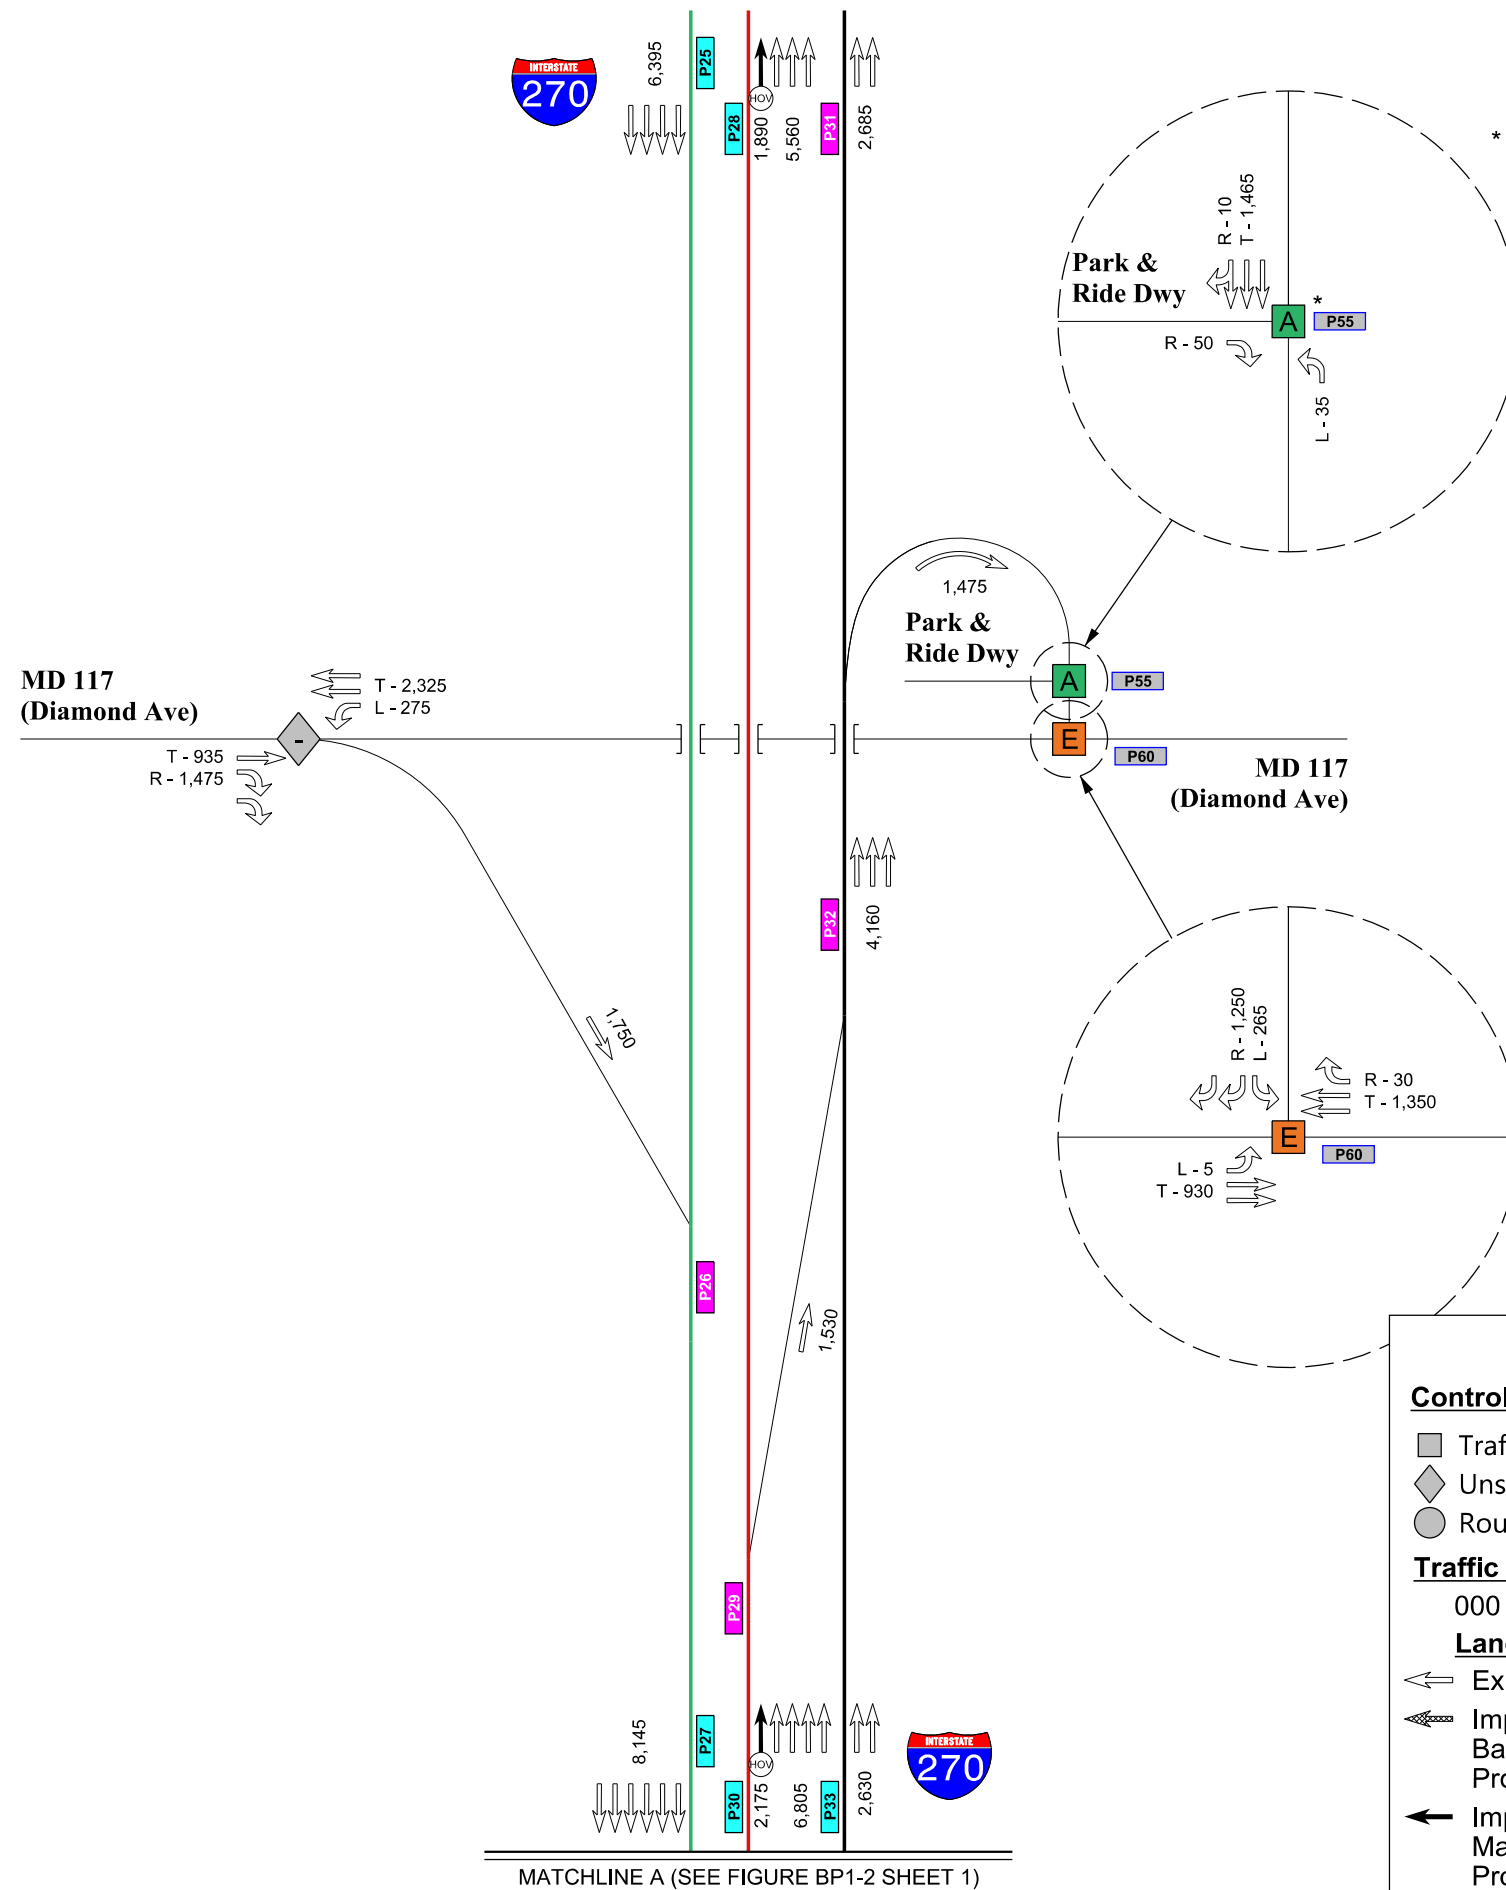 INTERSTATE
270
6,395
P25
P28
HOV
1,890
5,560
P31
2,685
*
R - 10
T - 1,465
Park &
Ride Dwy
A
*
P55
R - 50
L - 35
1,475
Park &
Ride Dwy
A
P55
MD 117
(Diamond Ave)
T - 2,325
L - 275
-
T - 935
R - 1,475
E
P60
MD 117
(Diamond Ave)
P32
4,160
1,750
R - 1,250
L - 265
R - 30
T - 1,350
E
P60
L - 5
T - 930
P26
1,530
P29
P27
8,145
HOV
P30
2,175
6,805
P33
2,630
INTERSTATE
270
MATCHLINE A (SEE FIGURE BP1-2 SHEET 1)
Control
Traf
Uns
Rou
Traffic
000
Lan
Ex
Imp
Ba
Pro
Imp
Ma
Pro